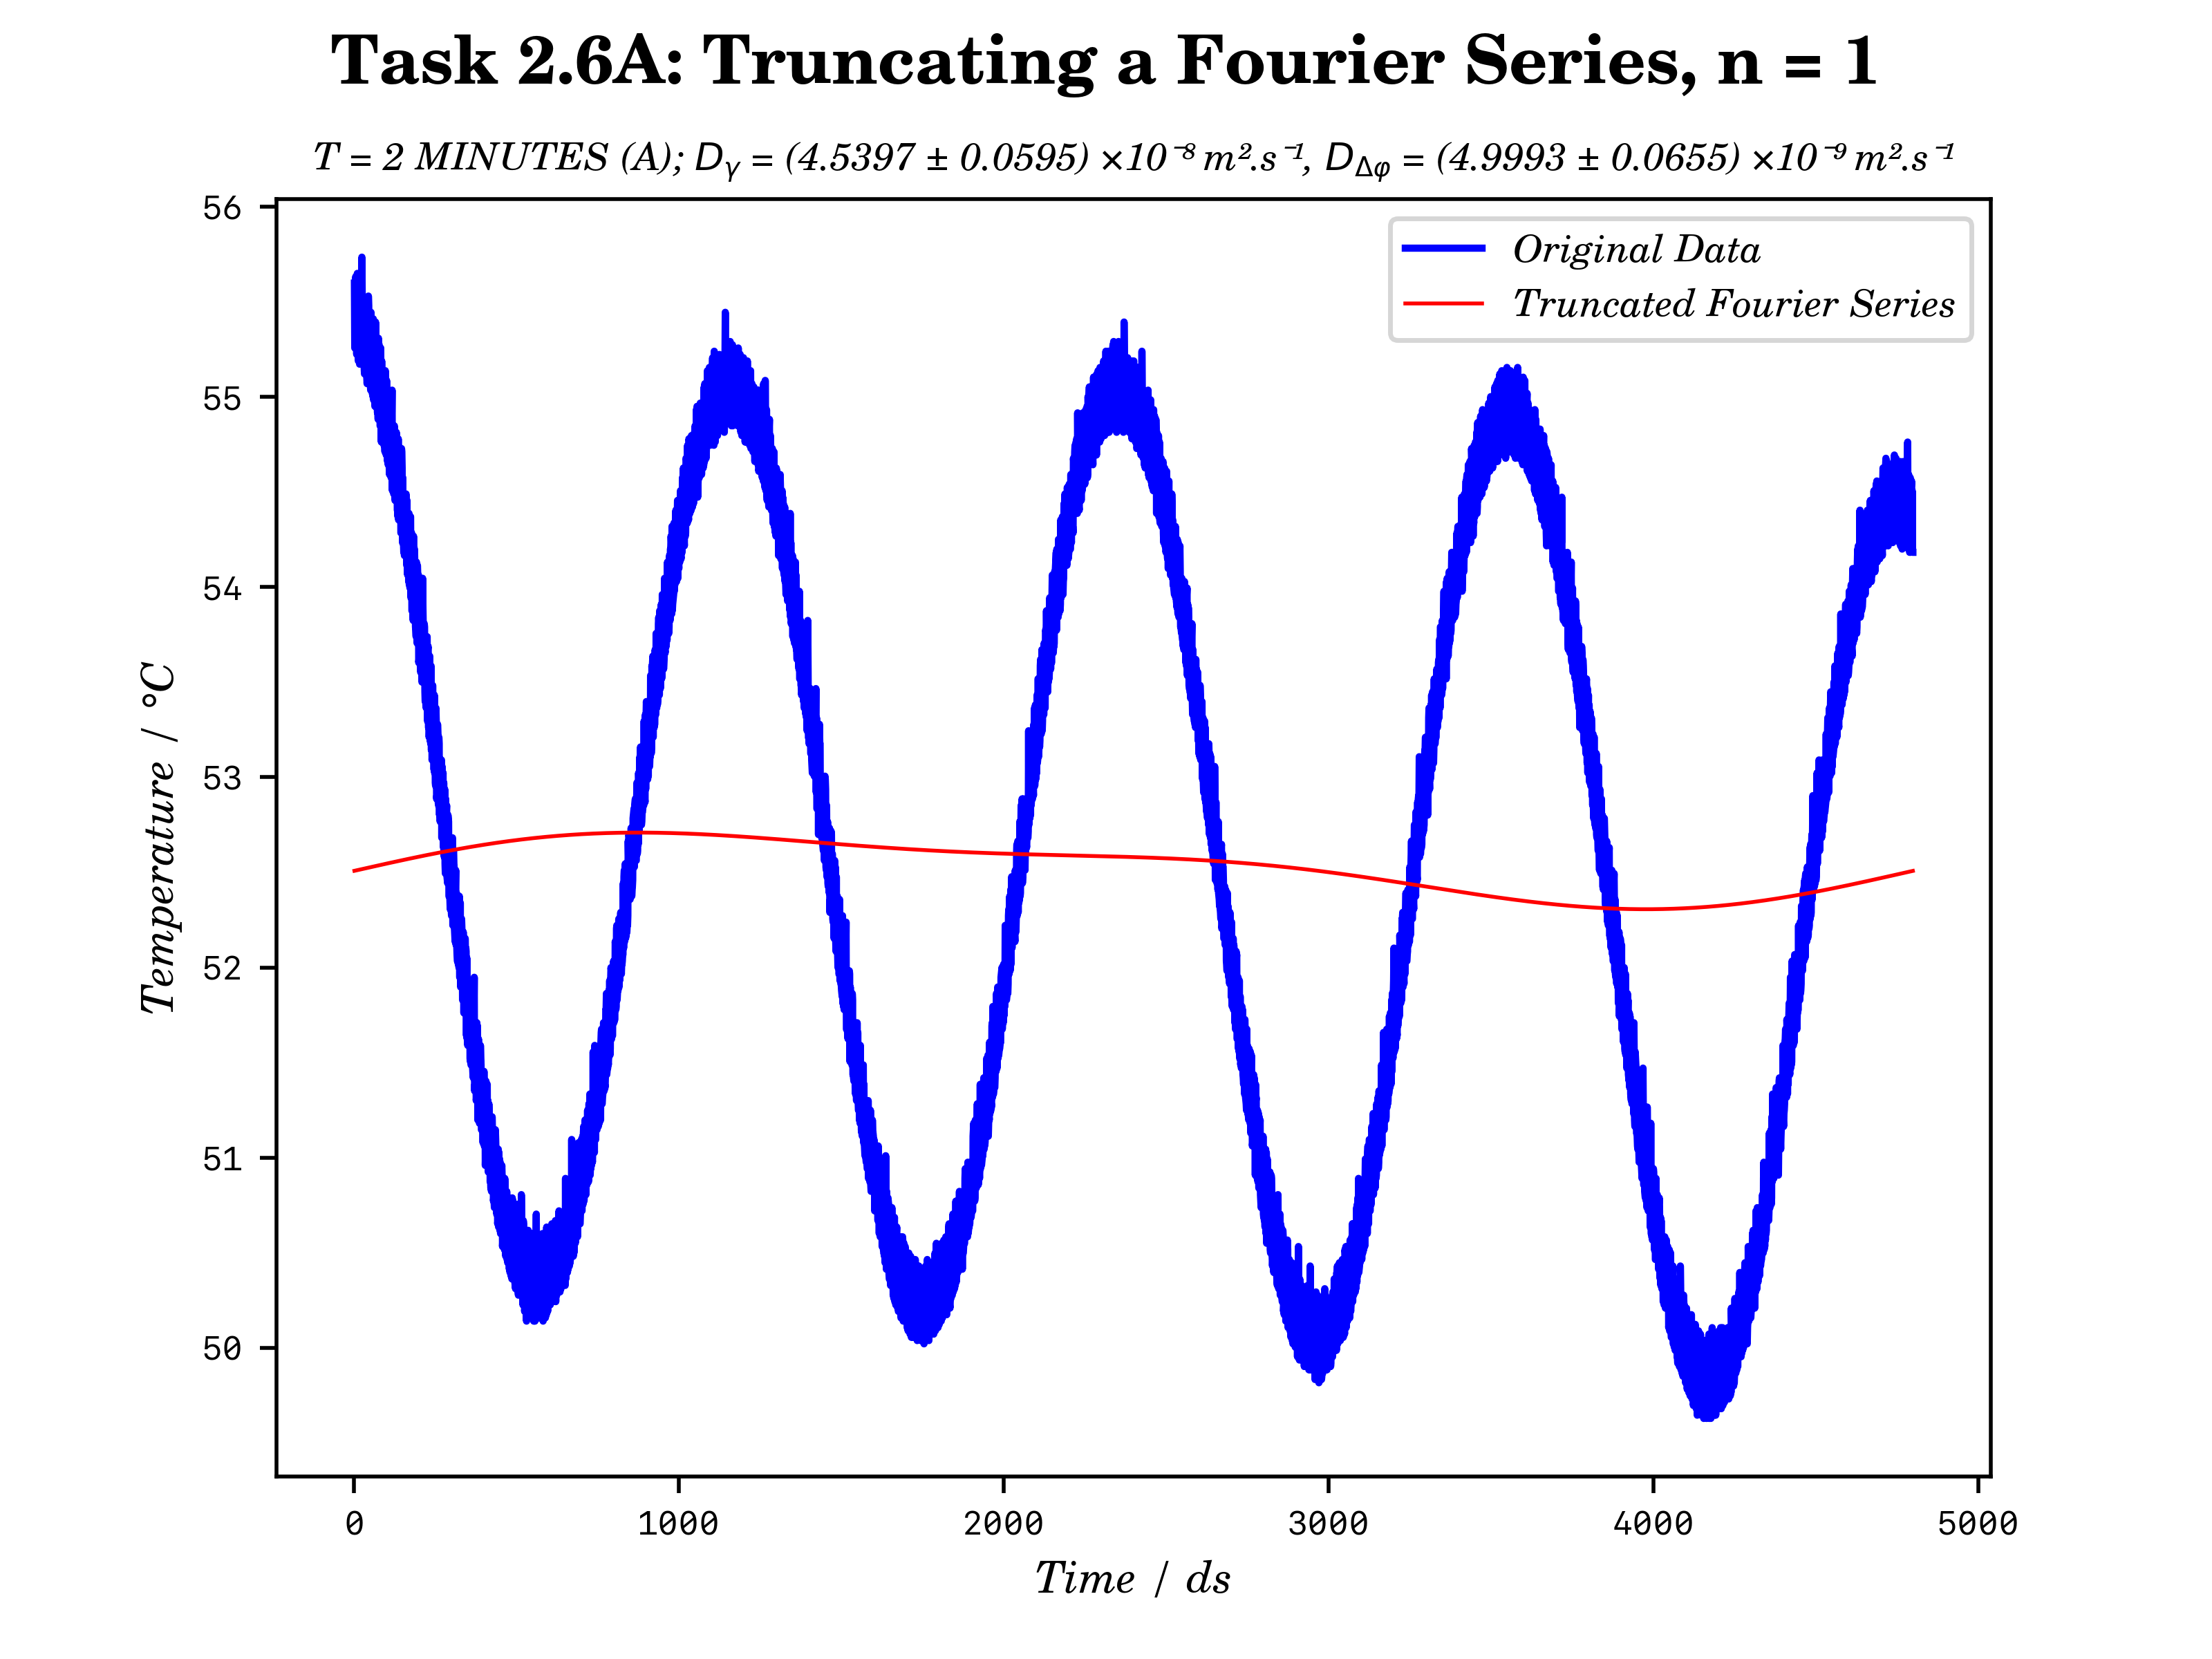 Task 2.6A: Truncating a Fourier Series, n = 1
T = 2 MINUTES (A); Dᵧ = (4.5397 ± 0.0595) ×10⁻⁸ m².s⁻¹, D_Δφ = (4.9993 ± 0.0655) ×10⁻⁹ m².s⁻¹
Original Data
Truncated Fourier Series
Temperature / °C
56
55
54
53
52
51
50
0 1000 2000 3000 4000 5000
Time / ds